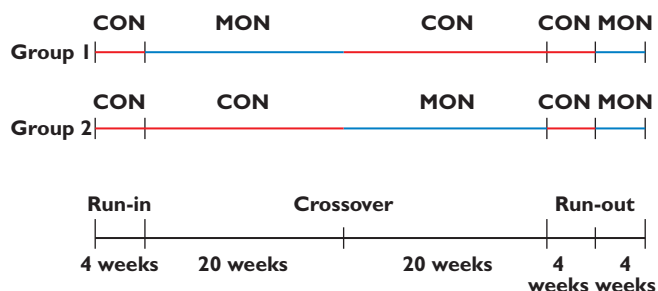 CON MON CON CON MON
Group 1
CON CON MON CON MON
Group 2
Run-in Crossover Run-out
4 weeks 20 weeks 20 weeks 4 weeks 4 weeks